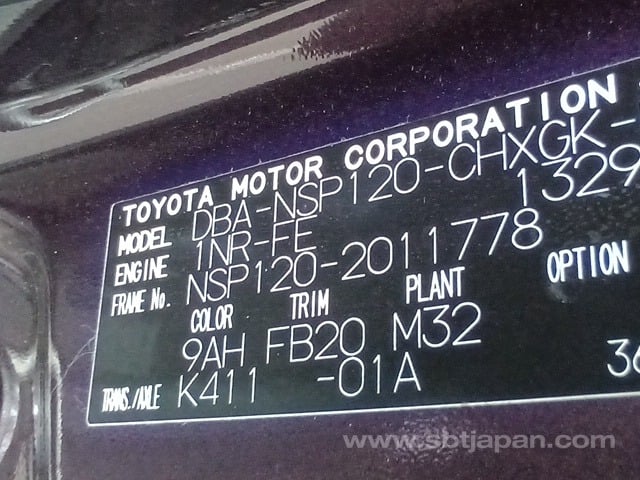 TOYOTA MOTOR CORPORATION
MODEL DBA-NSP120-CHXGK-
ENGINE 1NR-FE 1329
FRAME No. NSP120-2011778
COLOR TRIM PLANT OPTION
9AH FB20 M32
TRANS./AXLE K411 -01A 36
www.sbtjapan.com